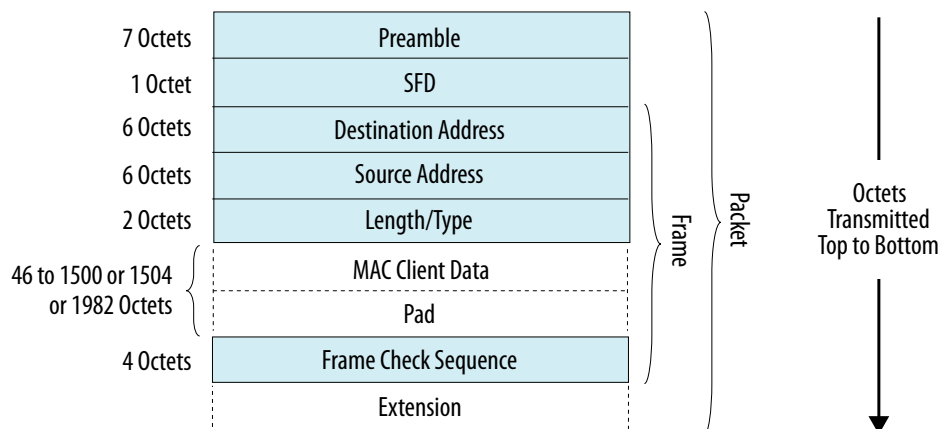 7 Octets
Preamble
1 Octet
SFD
6 Octets
Destination Address
6 Octets
Source Address
2 Octets
Length/Type
46 to 1500 or 1504
or 1982 Octets
MAC Client Data
Pad
4 Octets
Frame Check Sequence
Extension
Frame
Packet
Octets
Transmitted
Top to Bottom